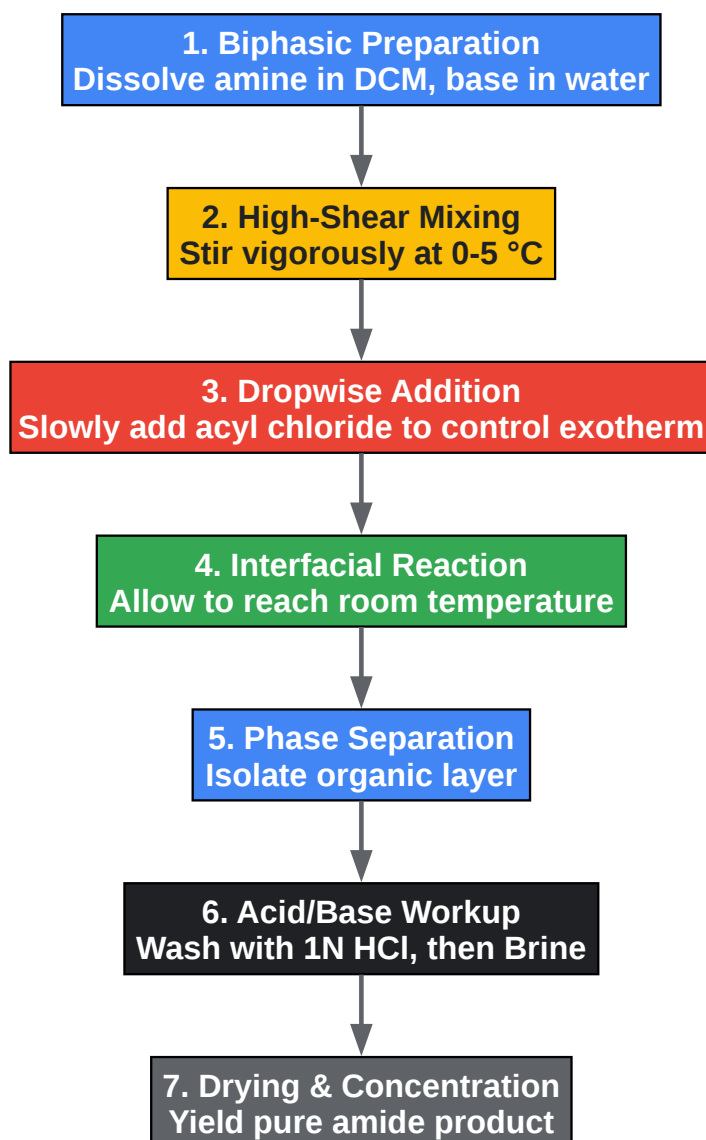 1. Biphasic Preparation
Dissolve amine in DCM, base in water
2. High-Shear Mixing
Stir vigorously at 0-5 °C
3. Dropwise Addition
Slowly add acyl chloride to control exotherm
4. Interfacial Reaction
Allow to reach room temperature
5. Phase Separation
Isolate organic layer
6. Acid/Base Workup
Wash with 1N HCl, then Brine
7. Drying & Concentration
Yield pure amide product